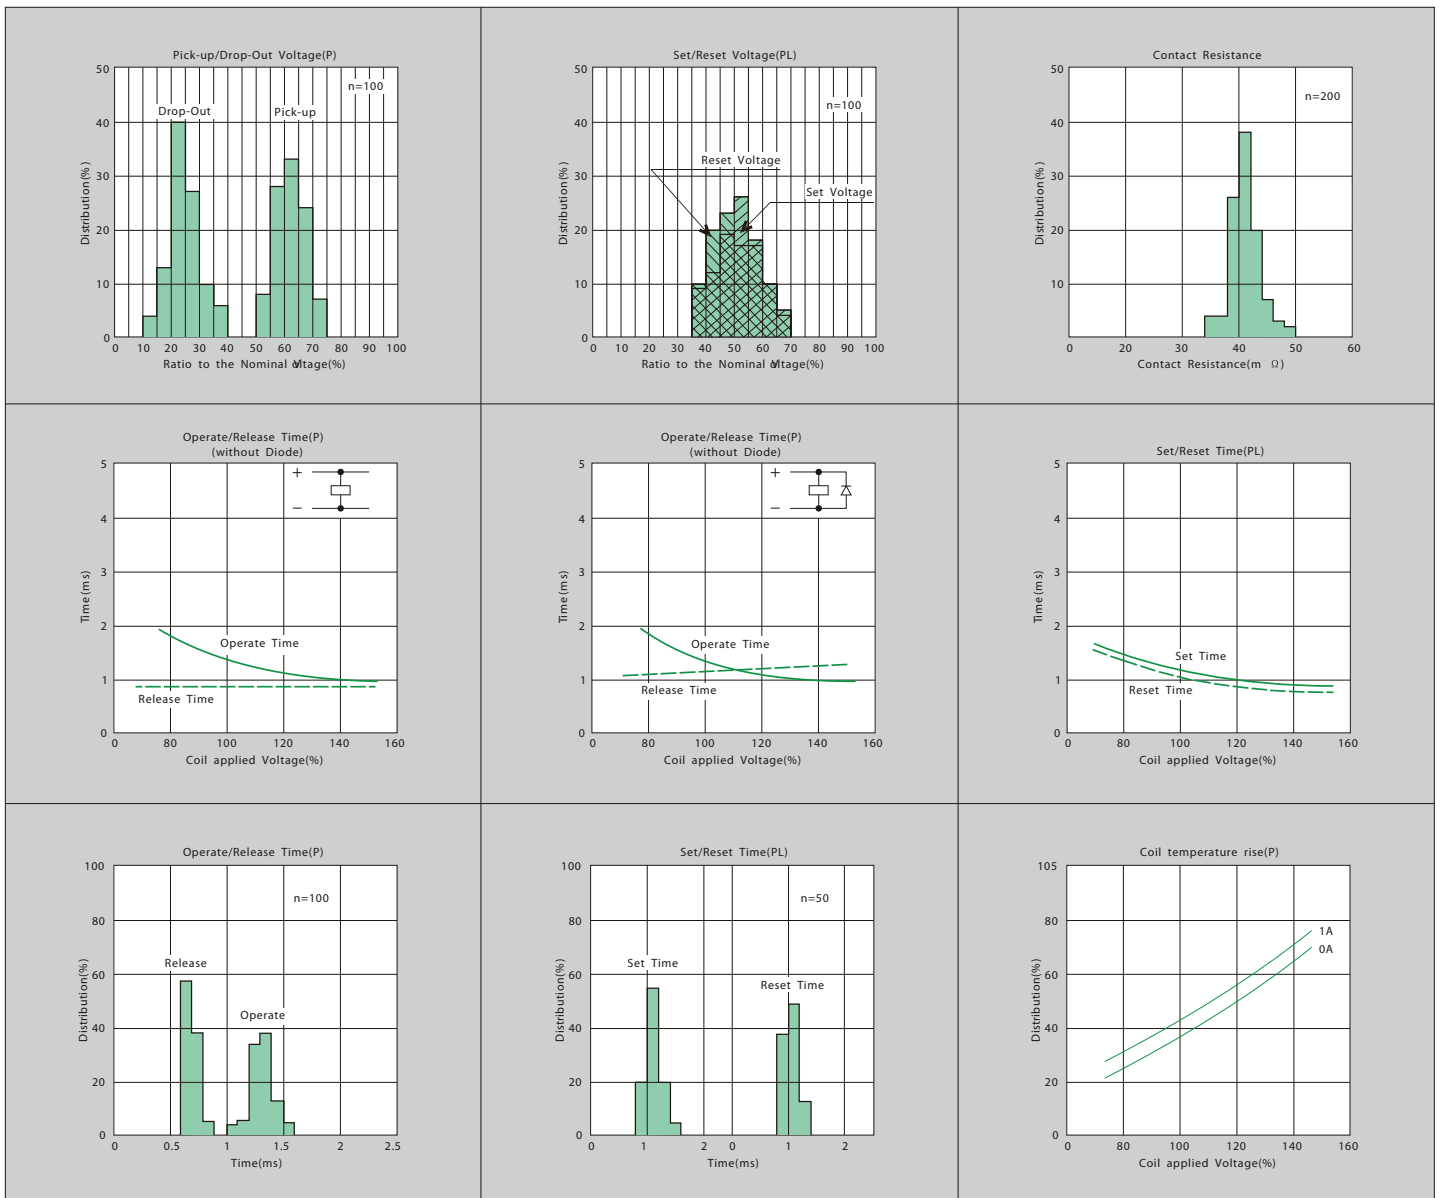 Pick-up/Drop-Out Voltage(P)
50
40
30
20
10
0
n=100
Drop-Out
Pick-up
Distribution(%)
0 10 20 30 40 50 60 70 80 90 100
Ratio to the Nominal Voltage(%)
Set/Reset Voltage(PL)
50
40
30
20
10
0
n=100
Reset Voltage
Set Voltage
Distribution(%)
0 10 20 30 40 50 60 70 80 90 100
Ratio to the Nominal Voltage(%)
Contact Resistance
50
40
30
20
10
n=200
Distribution(%)
0 20 30 40 50 60
Contact Resistance(m Ω)
Operate/Release Time(P)
(without Diode)
5
4
3
2
1
0
+
−
Time(ms)
Operate Time
Release Time
0 80 100 120 140 160
Coil applied Voltage(%)
Operate/Release Time(P)
(without Diode)
5
4
3
2
1
0
+
−
Time(ms)
Operate Time
Release Time
0 80 100 120 140 160
Coil applied Voltage(%)
Set/Reset Time(PL)
5
4
3
2
1
0
Time(ms)
Set Time
Reset Time
0 80 100 120 140 160
Coil applied Voltage(%)
Operate/Release Time(P)
100
80
60
40
20
0
n=100
Release
Operate
Distribution(%)
0 0.5 1 1.5 2 2.5
Time(ms)
Set/Reset Time(PL)
100
80
60
40
20
0
n=50
Set Time
Reset Time
Distribution(%)
0 1 2 0 1 2
Time(ms)
Coil temperature rise(P)
105
80
60
40
20
0
1A
0A
Distribution(%)
0 80 100 120 140 160
Coil applied Voltage(%)